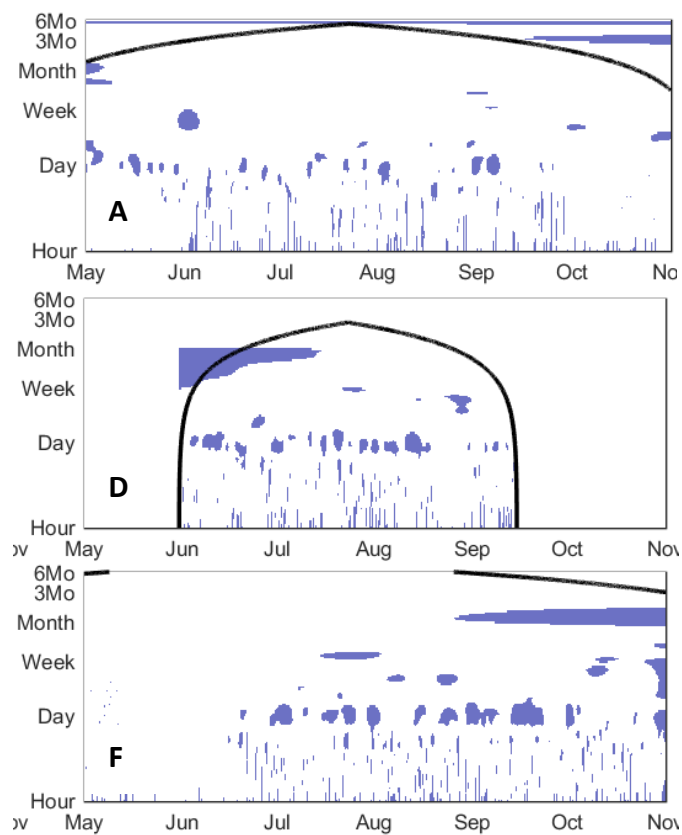 6Mo
3Mo
Month
Week
Day
A
Hour
May Jun Jul Aug Sep Oct No
6Mo
3Mo
Month
Week
Day
D
Hour
ov May Jun Jul Aug Sep Oct Nov
6Mo
3Mo
Month
Week
Day
F
Hour
ov May Jun Jul Aug Sep Oct Nov